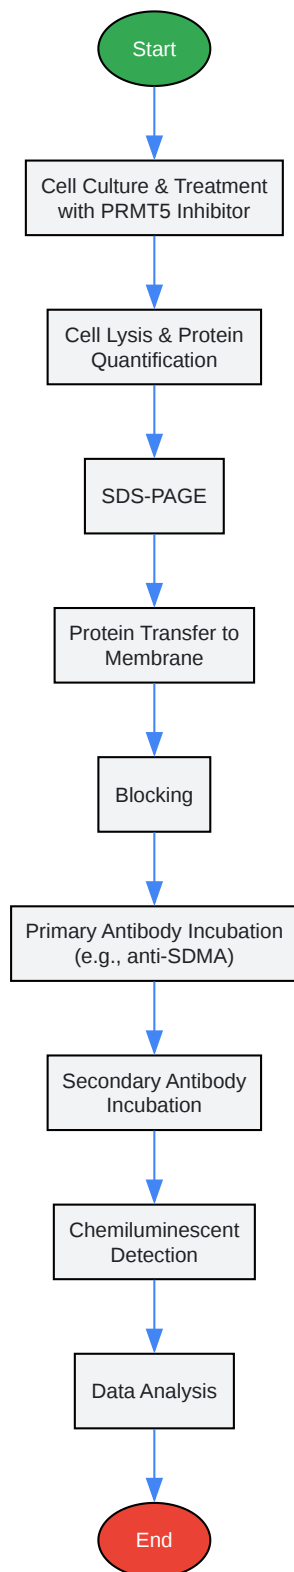 Start
Cell Culture & Treatment
with PRMT5 Inhibitor
Cell Lysis & Protein
Quantification
SDS-PAGE
Protein Transfer to
Membrane
Blocking
Primary Antibody Incubation
(e.g., anti-SDMA)
Secondary Antibody
Incubation
Chemiluminescent
Detection
Data Analysis
End